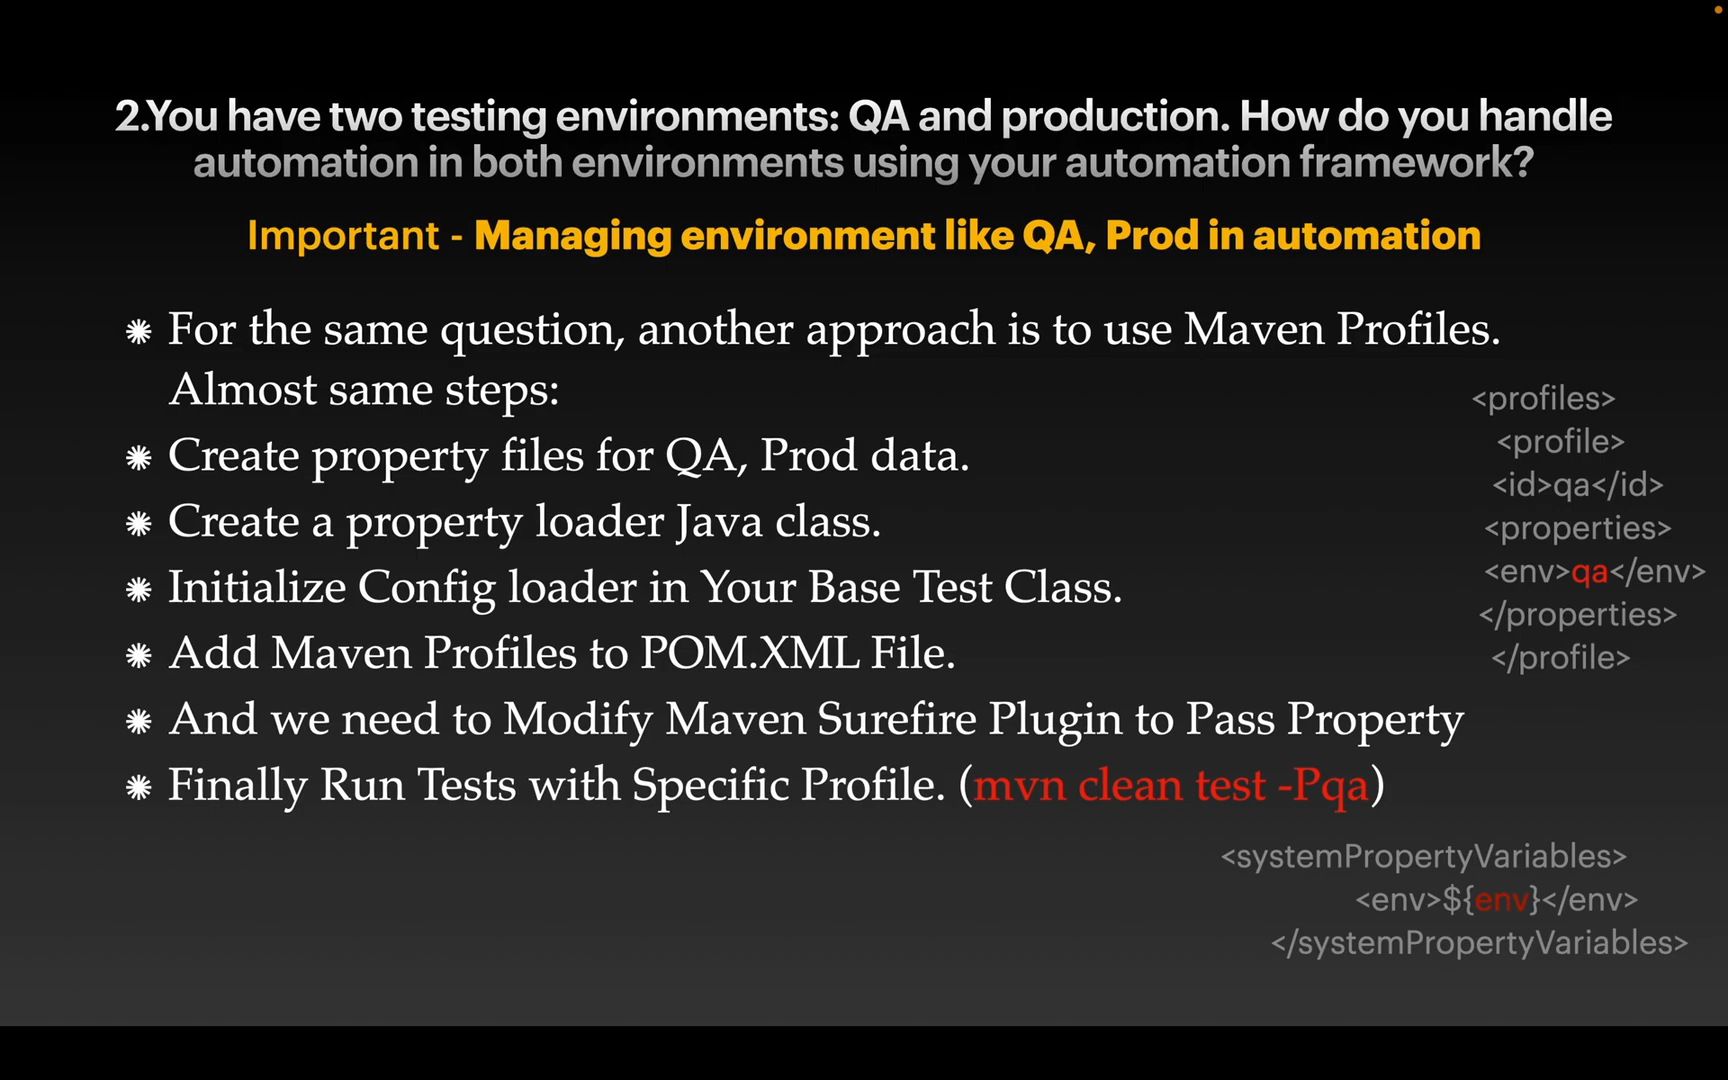 2.You have two testing environments: QA and production. How do you handle
automation in both environments using your automation framework?
Important - Managing environment like QA, Prod in automation
For the same question, another approach is to use Maven Profiles.
Almost same steps:
Create property files for QA, Prod data.
Create a property loader Java class.
Initialize Config loader in Your Base Test Class.
Add Maven Profiles to POM.XML File.
And we need to Modify Maven Surefire Plugin to Pass Property
Finally Run Tests with Specific Profile. (mvn clean test -Pqa)
<profiles>
<profile>
<id>qa</id>
<properties>
<env>qa</env>
</properties>
</profile>
<systemPropertyVariables>
<env>${env}</env>
</systemPropertyVariables>